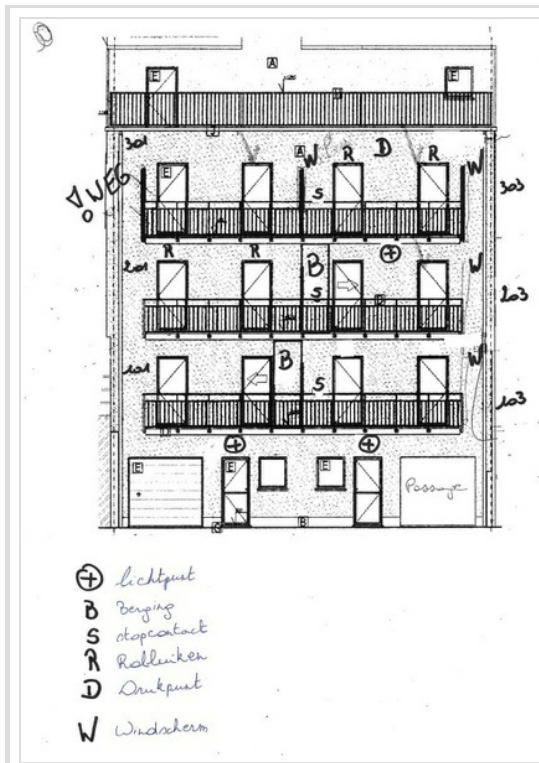 E
A
E
301
A
W
R
D
R
W
303
! WEG
E
S
R
R
B
W
201
S
203
B
W
101
S
103
E
E
E
Passage
B
lichtpunt
B Berging
S stopcontact
R Rolluiken
D Drukpunt
W Windscherm